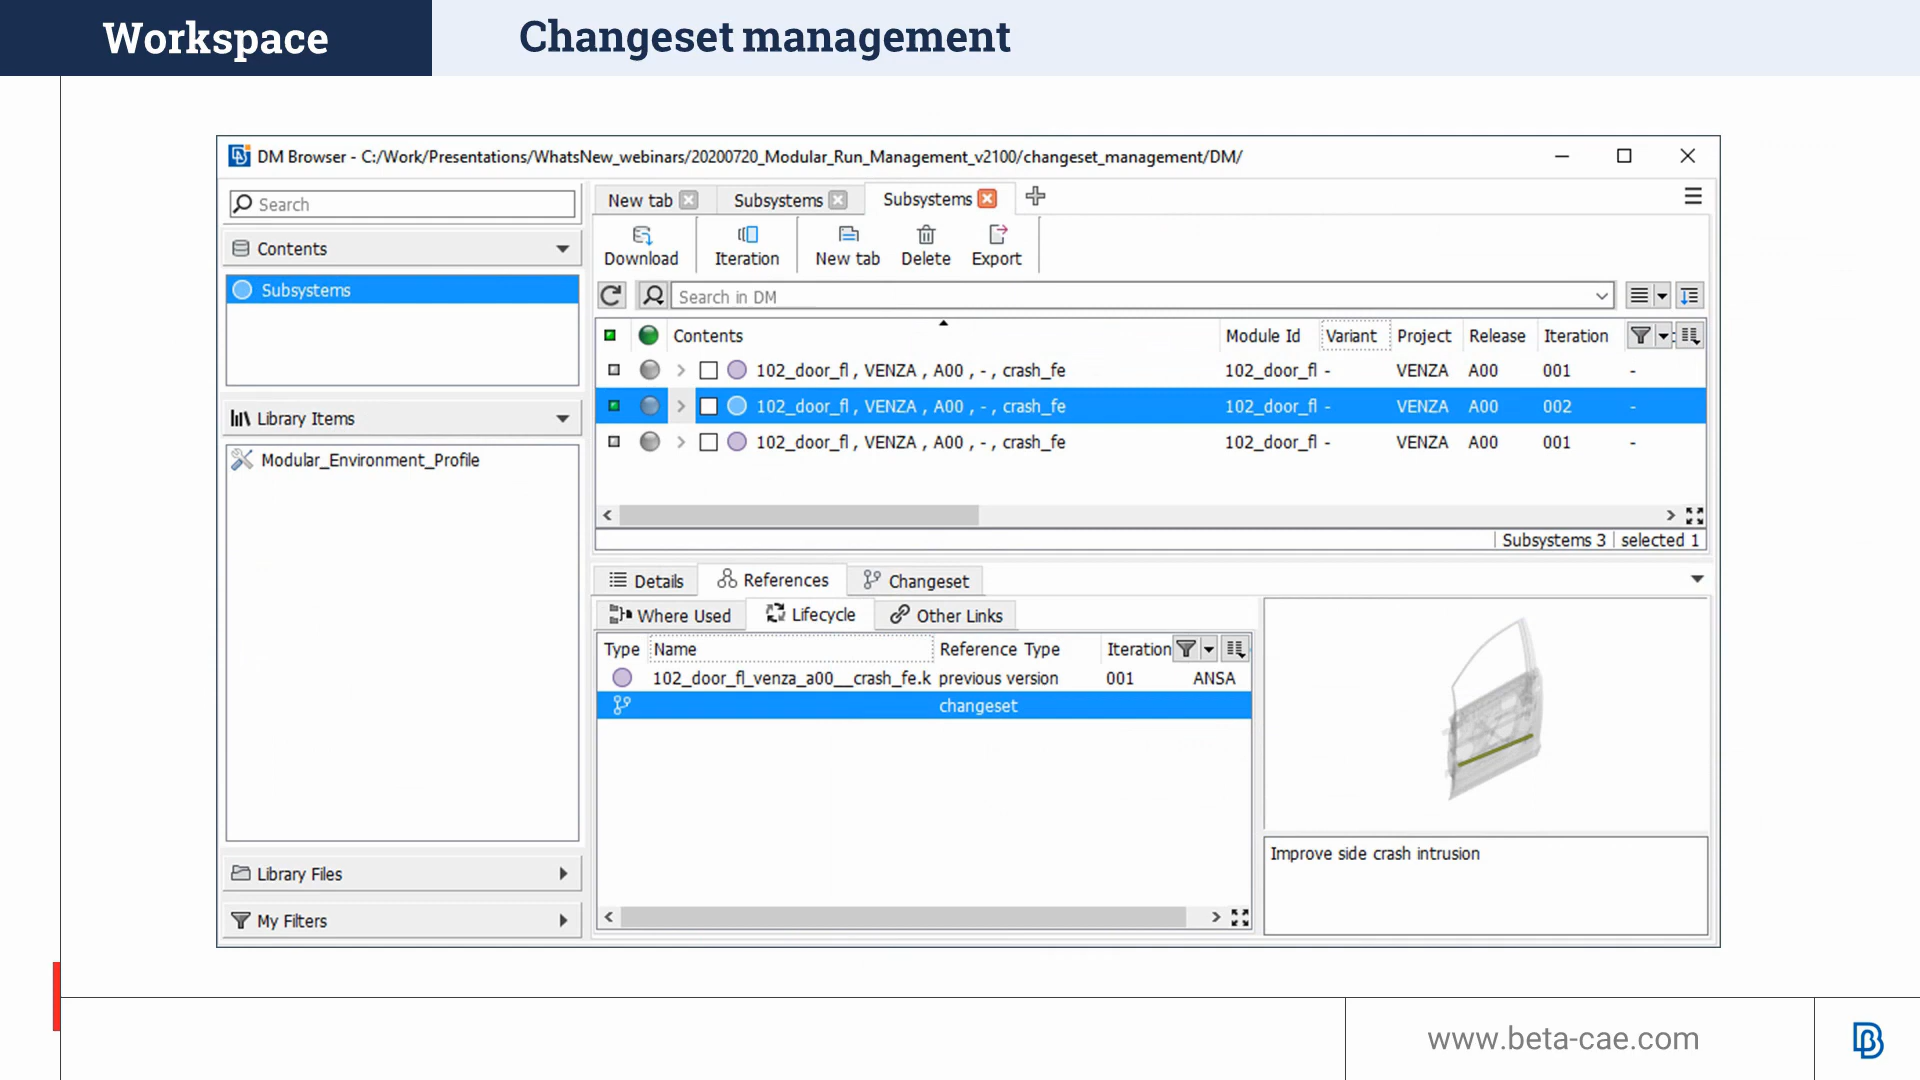 Workspace
Changeset management
DM Browser - C:/Work/Presentations/WhatsNew_webinars/20200720_Modular_Run_Management_v2100/changeset_management/DM/
Search
Contents
Subsystems
Library Items
Modular_Environment_Profile
Library Files
My Filters
New tab Subsystems Subsystems
Download Iteration New tab Delete Export
Search in DM
Contents Module Id Variant Project Release Iteration
102_door_fl , VENZA , A00 , - , crash_fe 102_door_fl - VENZA A00 001 -
102_door_fl , VENZA , A00 , - , crash_fe 102_door_fl - VENZA A00 002 -
102_door_fl , VENZA , A00 , - , crash_fe 102_door_fl - VENZA A00 001 -
Subsystems 3 selected 1
Details References Changeset
Where Used Lifecycle Other Links
Type Name Reference Type Iteration
102_door_fl_venza_a00__crash_fe.k previous version 001 ANSA
changeset
Improve side crash intrusion
www.beta-cae.com